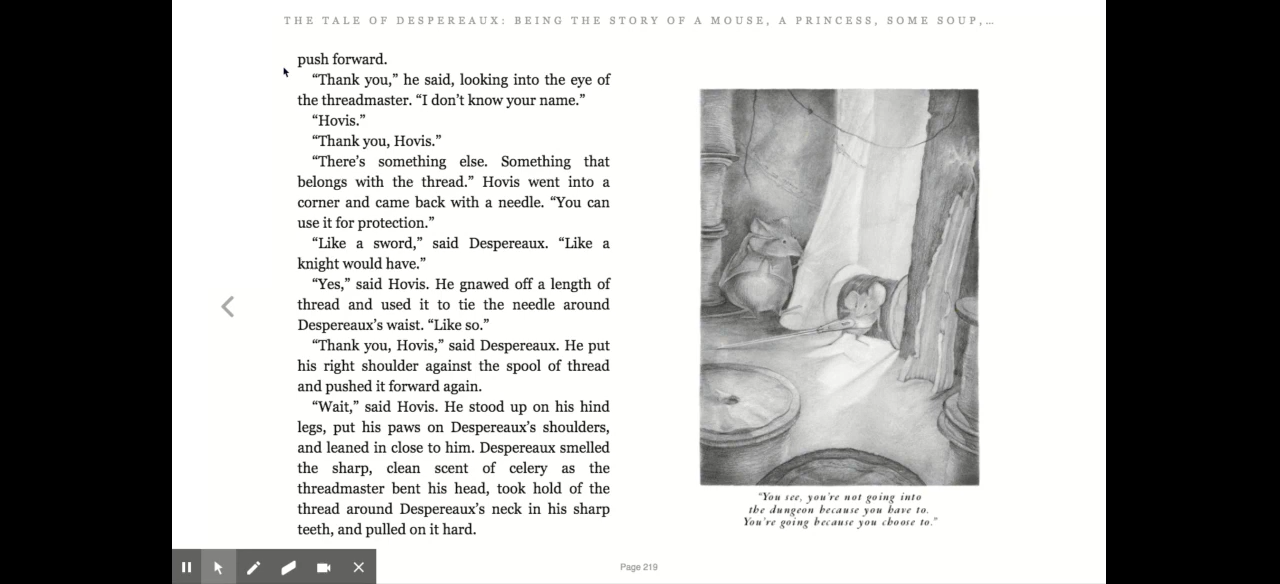 THE TALE OF DESPEREAUX: BEING THE STORY OF A MOUSE, A PRINCESS, SOME SOUP,…
push forward.
“Thank you,” he said, looking into the eye of
the threadmaster. “I don’t know your name.”
“Hovis.”
“Thank you, Hovis.”
“There’s something else. Something that
belongs with the thread.” Hovis went into a
corner and came back with a needle. “You can
use it for protection.”
“Like a sword,” said Despereaux. “Like a
knight would have.”
“Yes,” said Hovis. He gnawed off a length of
thread and used it to tie the needle around
Despereaux’s waist. “Like so.”
“Thank you, Hovis,” said Despereaux. He put
his right shoulder against the spool of thread
and pushed it forward again.
“Wait,” said Hovis. He stood up on his hind
legs, put his paws on Despereaux’s shoulders,
and leaned in close to him. Despereaux smelled
the sharp, clean scent of celery as the
threadmaster bent his head, took hold of the
thread around Despereaux’s neck in his sharp
teeth, and pulled on it hard.
“You see, you’re not going into
the dungeon because you have to.
You’re going because you choose to.”
Page 219